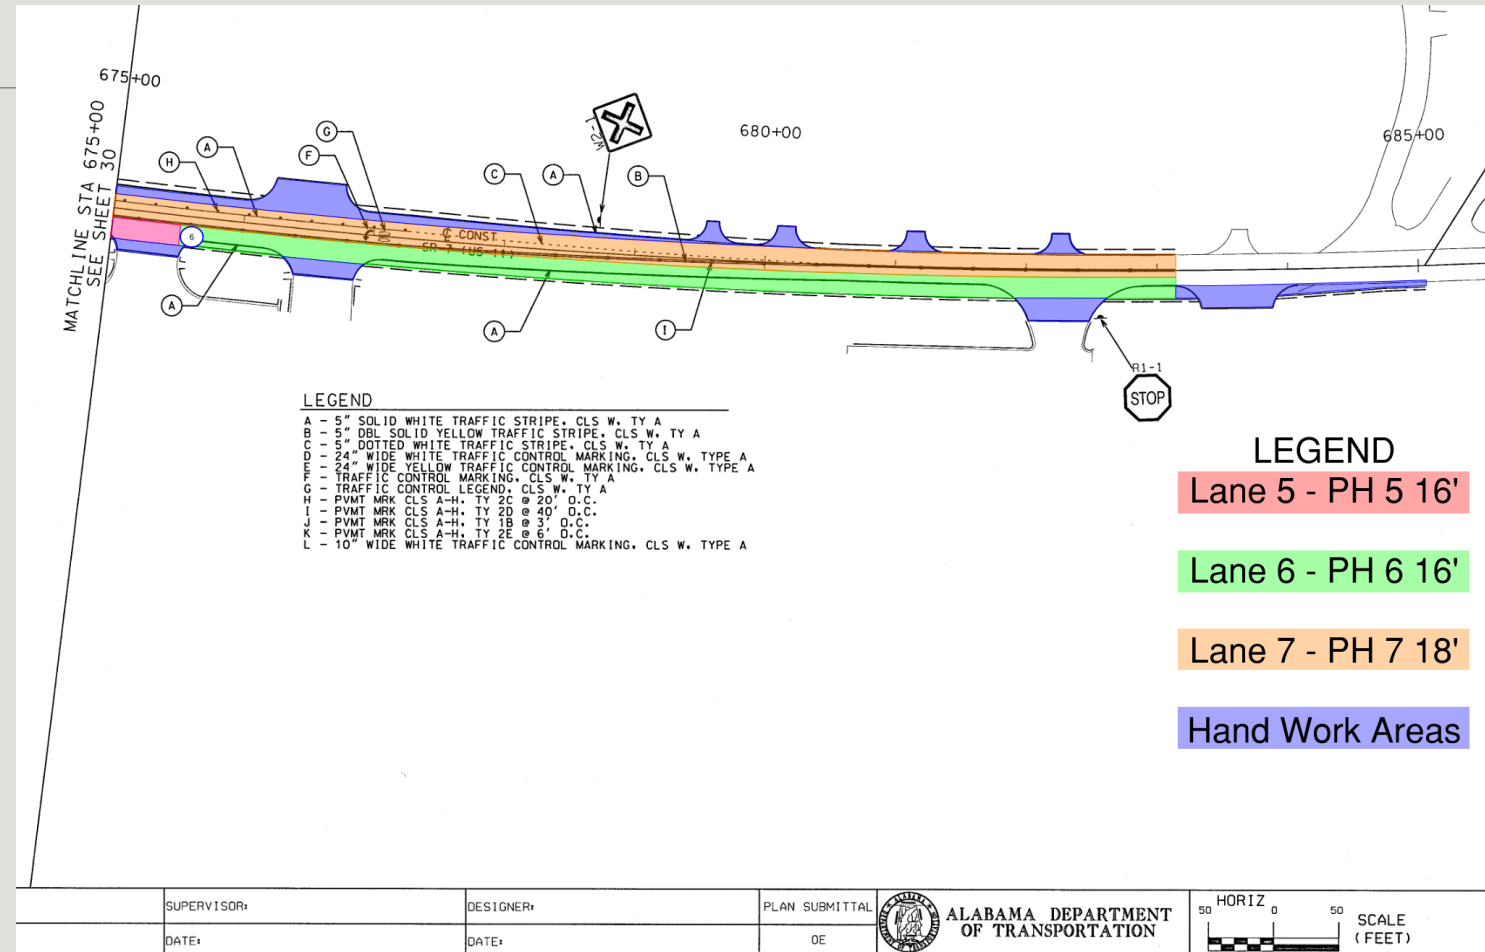 675+00
MATCHLINE STA 675+00
SEE SHEET 30
H
A
G
F
C
A
B
W2-1
680+00
685+00
6
℄ CONST
SR-7 (US-11)
A
A
I
R1-1
STOP
LEGEND
A - 5" SOLID WHITE TRAFFIC STRIPE, CLS W, TY A
B - 5" DBL SOLID YELLOW TRAFFIC STRIPE, CLS W, TY A
C - 5" DOTTED WHITE TRAFFIC STRIPE, CLS W, TY A
D - 24" WIDE WHITE TRAFFIC CONTROL MARKING, CLS W, TYPE A
E - 24" WIDE YELLOW TRAFFIC CONTROL MARKING, CLS W, TYPE A
F - TRAFFIC CONTROL MARKING, CLS W, TY A
G - TRAFFIC CONTROL LEGEND, CLS W, TY A
H - PVMT MRK CLS A-H, TY 2C @ 20' O.C.
I - PVMT MRK CLS A-H, TY 2D @ 40' O.C.
J - PVMT MRK CLS A-H, TY 1B @ 3' O.C.
K - PVMT MRK CLS A-H, TY 2E @ 6' O.C.
L - 10" WIDE WHITE TRAFFIC CONTROL MARKING, CLS W, TYPE A
LEGEND
Lane 5 - PH 5 16'
Lane 6 - PH 6 16'
Lane 7 - PH 7 18'
Hand Work Areas
SUPERVISOR:
DATE:
DESIGNER:
DATE:
PLAN SUBMITTAL
OE
ALABAMA DEPARTMENT
OF TRANSPORTATION
HORIZ
50 0 50
SCALE
(FEET)